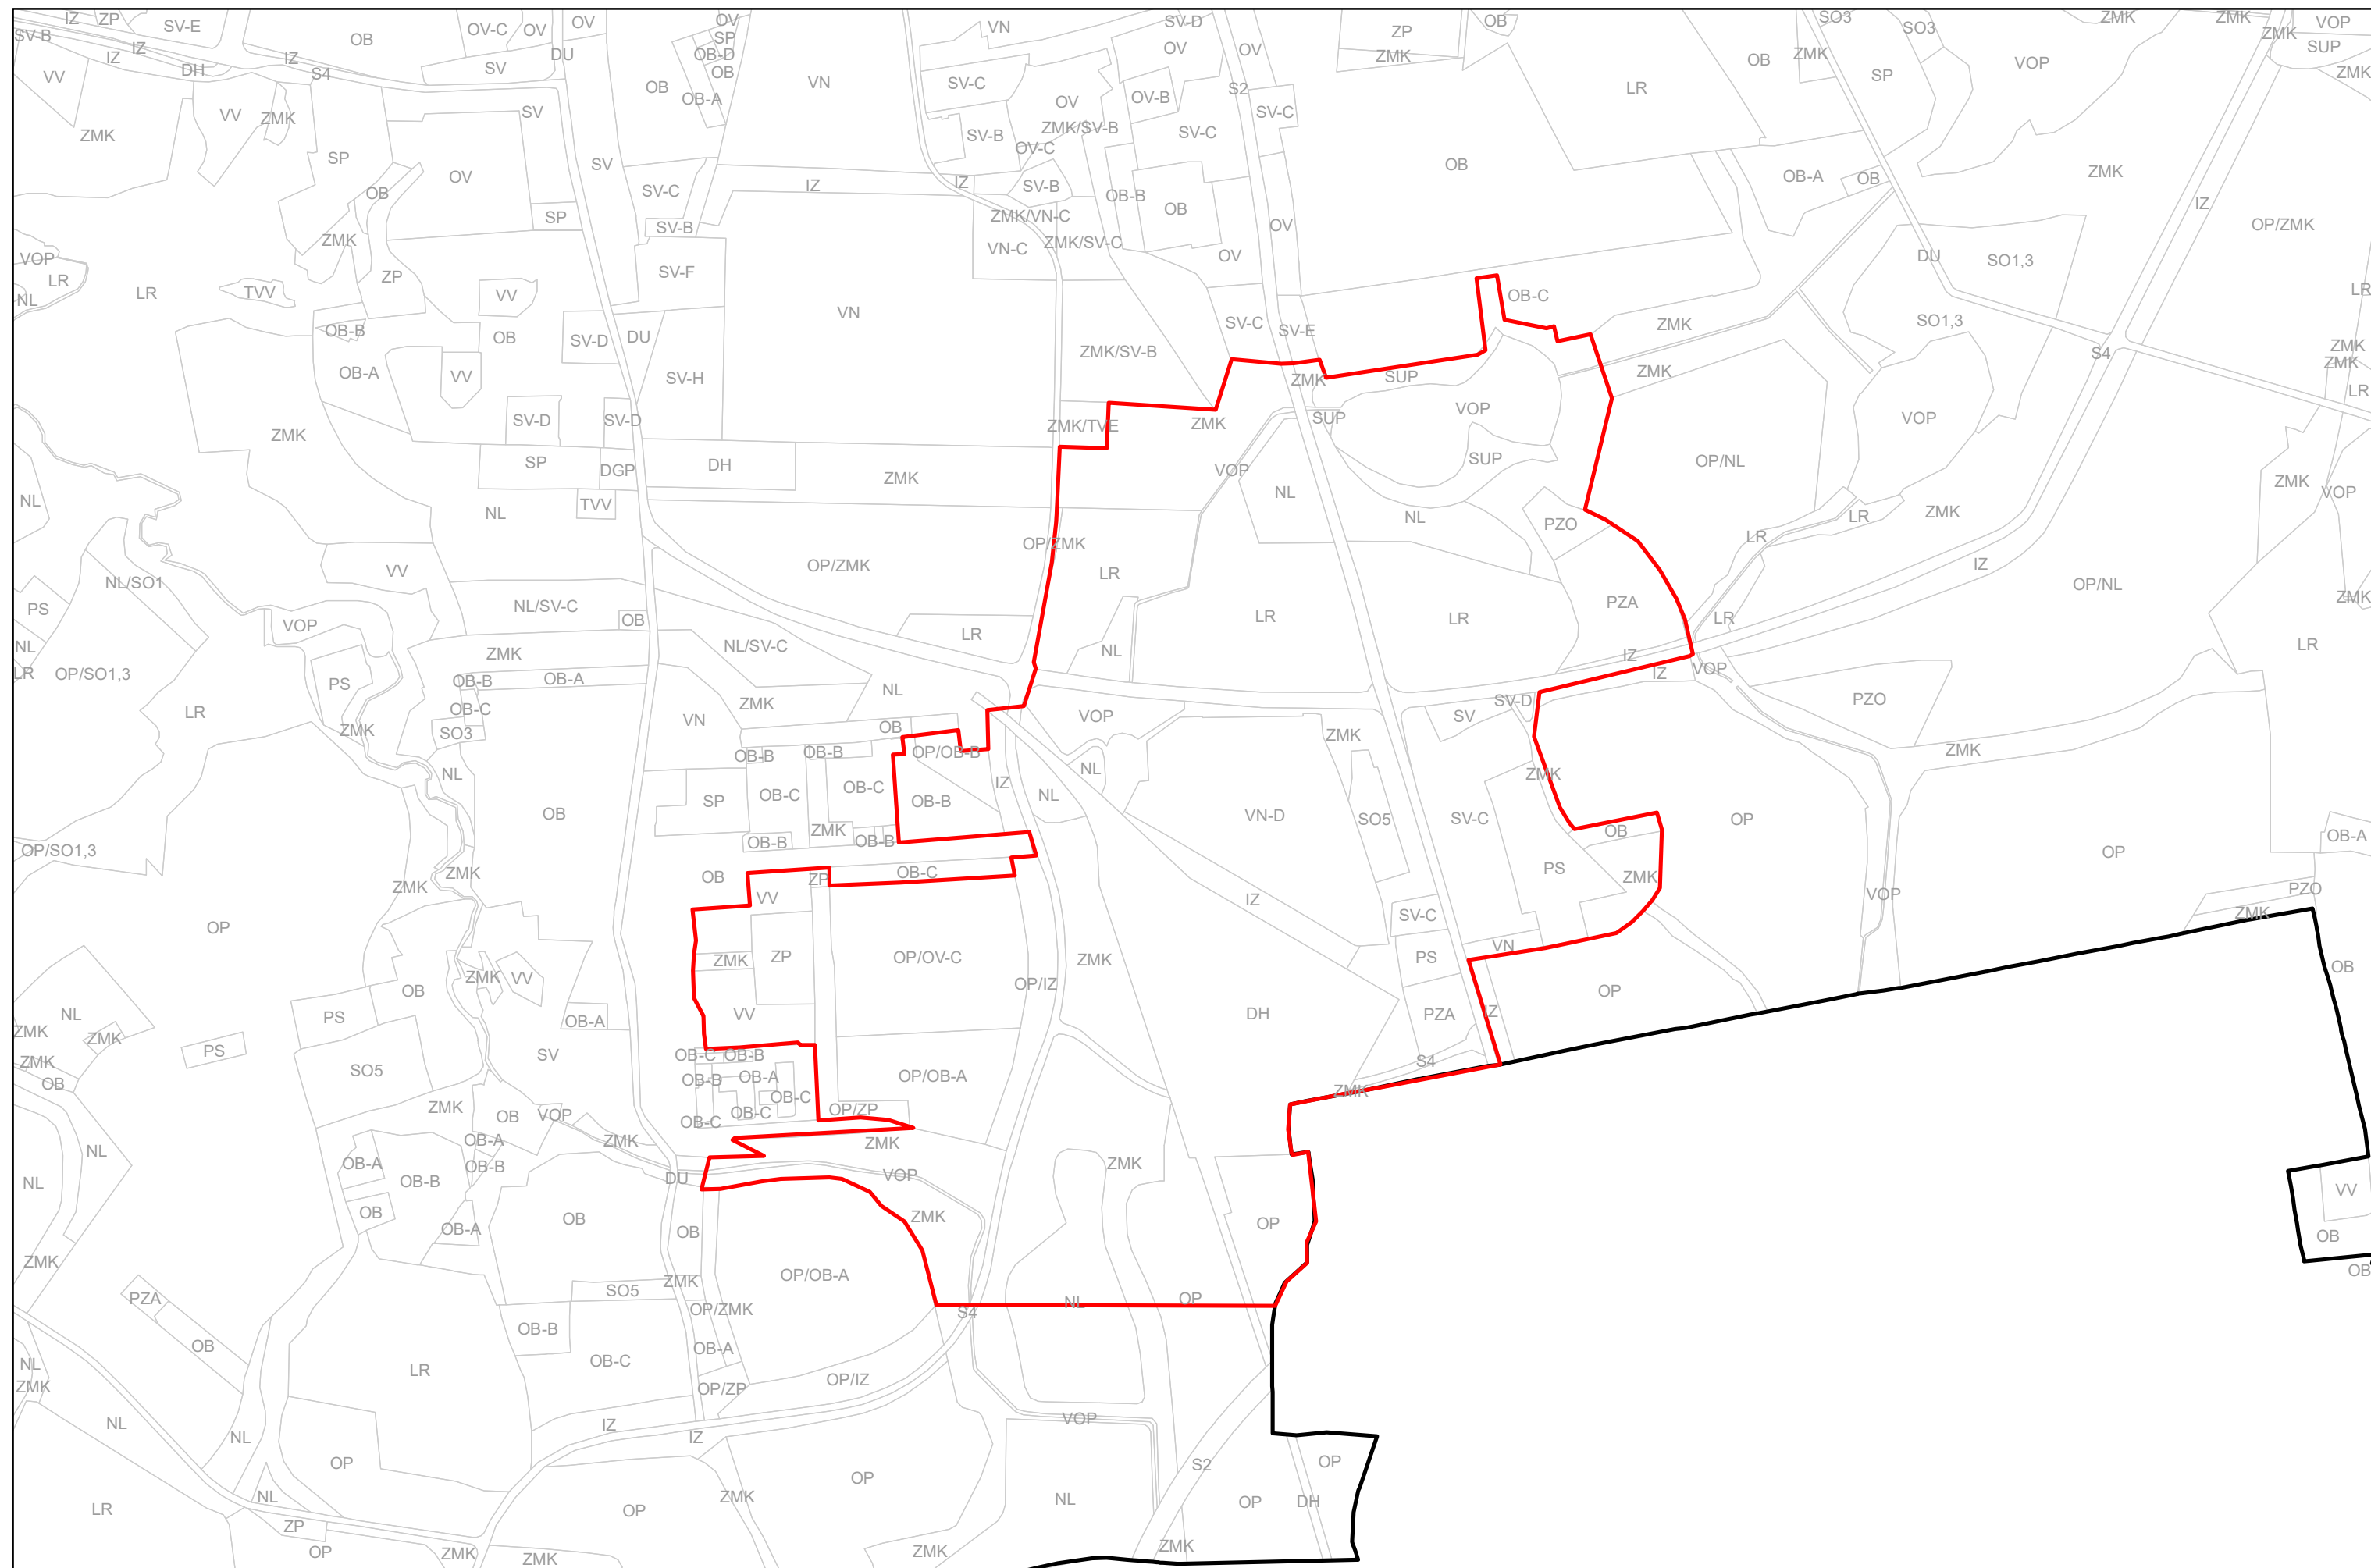 IZ ZP SV-E OB OV-C OV OV OV SP VN SV-D OB SO3 SO3 ZMK ZMK VOP
SV-B IZ IZ IZ S4 DU OB-D OV OV ZP ZMK ZMK SUP
VV DH SV OB OB VN SV-C S2 ZMK OB ZMK SP VOP ZMK
VV ZMK SV OB-A OV OV-B SV-C LR
ZMK SP SV SV-B ZMK/SV-B SV-C
OV-C
OB OV SV-C IZ IZ SV-B OB-B OB OB-A OB ZMK
SP SV-B ZMK/VN-C OB OV IZ OP/ZMK
ZMK VN-C ZMK/SV-C OV
VOP LR ZP SV-F DU SO1,3
NL LR TVV VV OB-C LR
OB-B OB SV-D DU VN SV-C SV-E ZMK SO1,3
OB-A VV SV-H ZMK/SV-B ZMK SUP ZMK S4 ZMK
ZMK
LR
SV-D SV-D ZMK/TVE ZMK SUP VOP VOP
ZMK SP DGP DH ZMK VOP SUP OP/NL
NL NL TVV NL ZMK VOP
NL PZO LR ZMK
OP/ZMK LR
NL/SO1 VV OP/ZMK LR IZ OP/NL
PS NL/SV-C LR PZA ZMK
VOP OB LR LR LR
NL ZMK NL/SV-C NL IZ LR
LR OP/SO1,3 PS OB-B OB-A NL IZ VOP
LR OB-C ZMK VOP SV SV-D PZO
ZMK SO3 VN OB OP/OB-B ZMK
NL OB-B OB-B IZ NL ZMK ZMK
SP OB-C OB-C OB-B NL
OB ZMK OB-B VN-D SO5 SV-C OB OP OB-A
OP/SO1,3 OB-B OP
ZMK ZMK OB ZP OB-C PS ZMK PZO
VV IZ VOP
OP SV-C ZMK
ZMK ZP OP/OV-C ZMK PS VN OB
OB ZMK VV OP/IZ OP
NL PS OB-A VV DH PZA IZ
ZMK ZMK
ZMK PS SV OB-C OB-B S4
OB SO5 OB-B OB-A OP/OB-A ZMK
OB-C
ZMK OB VOP OB-C OP/ZP
OB-C
NL OB-A ZMK ZMK
OB-A OB-B ZMK
NL OB-B DU VOP VV
OB OB-A OB OB ZMK OP OB
ZMK OP/OB-A OB
PZA SO5 ZMK OP/ZMK S4 NL OP
OB OB-B OB-A
NL LR OB-C
ZMK OP/ZP OP/IZ
NL NL IZ IZ VOP
OP OP S2 OP
LR NL OP ZMK NL OP DH
ZP
OP ZMK ZMK ZMK ZMK